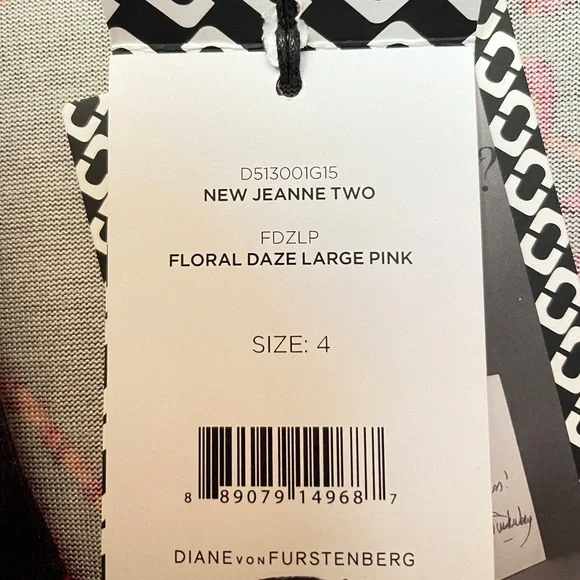 D513001G15
NEW JEANNE TWO
FDZLP
FLORAL DAZE LARGE PINK
SIZE: 4
8 89079 14968 7
DIANE VON FURSTENBERG
?